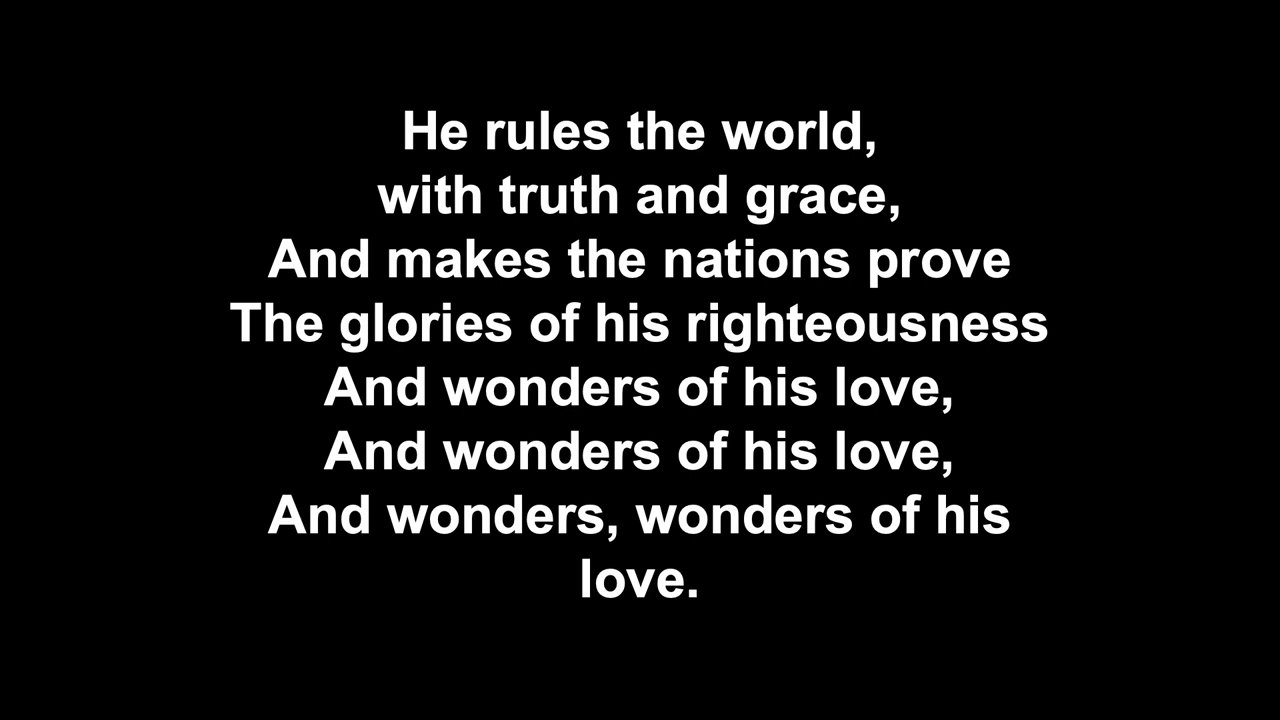 He rules the world,
with truth and grace,
And makes the nations prove
The glories of his righteousness
And wonders of his love,
And wonders of his love,
And wonders, wonders of his
love.